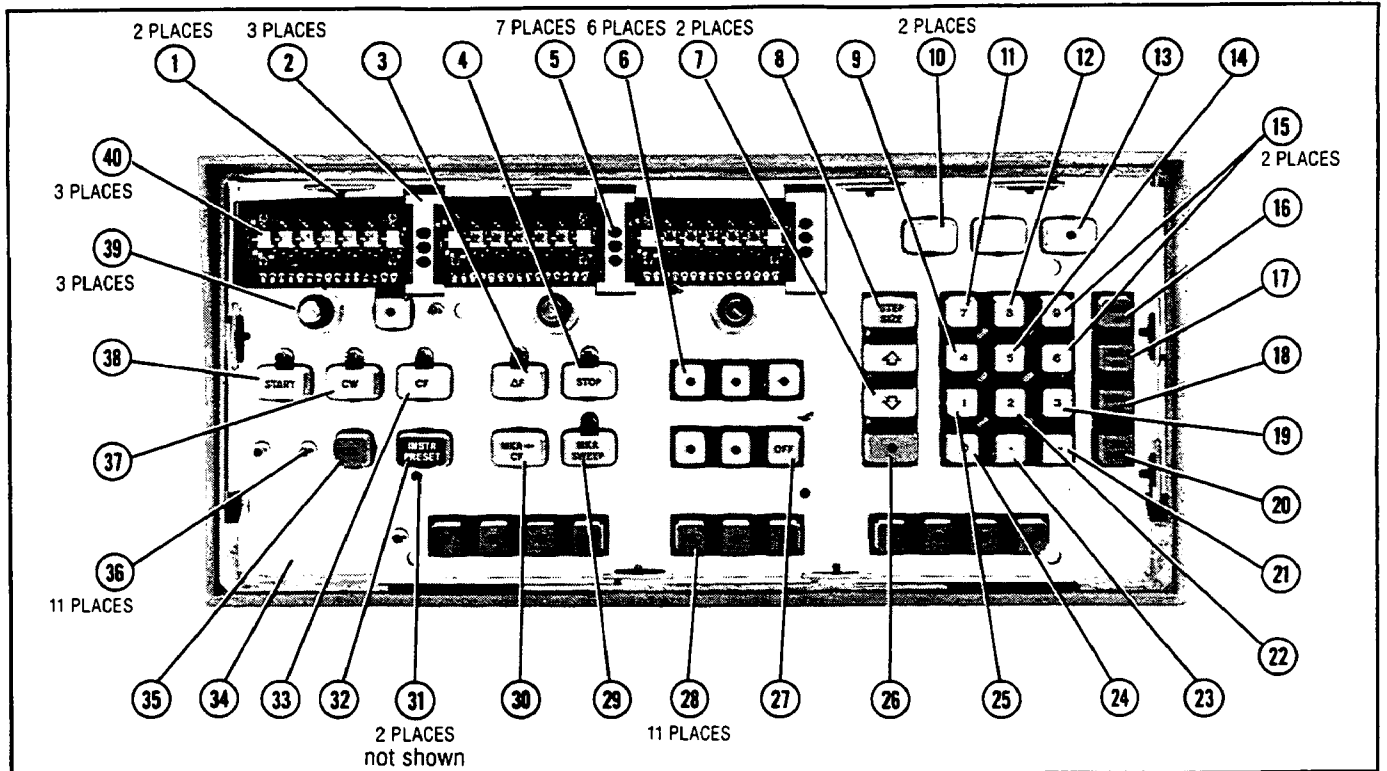 2 PLACES
3 PLACES
7 PLACES
6 PLACES
2 PLACES
2 PLACES
1
2
3
4
5
6
7
8
9
10
11
12
13
14
15
2 PLACES
40
3 PLACES
39
3 PLACES
16
17
18
19
20
21
22
38
37
36
11 PLACES
STEP SIZE
7
8
9
4
5
6
1
2
3
START
CW
CF
ΔF
STOP
INSTR PRESET
MKR→ CF
MKR SWEEP
OFF
35
34
33
32
31
2 PLACES
not shown
30
29
28
11 PLACES
27
26
25
24
23